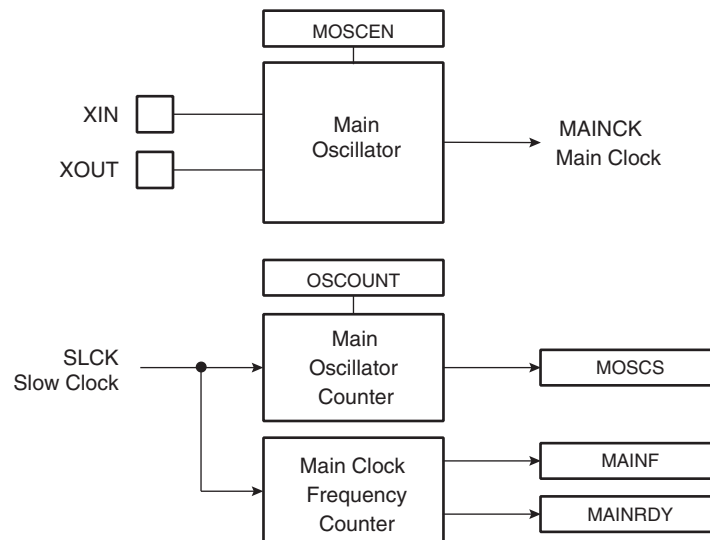 MOSCEN
XIN
XOUT
Main
Oscillator
MAINCK
Main Clock
OSCOUNT
SLCK
Slow Clock
Main
Oscillator
Counter
MOSCS
Main Clock
Frequency
Counter
MAINF
MAINRDY